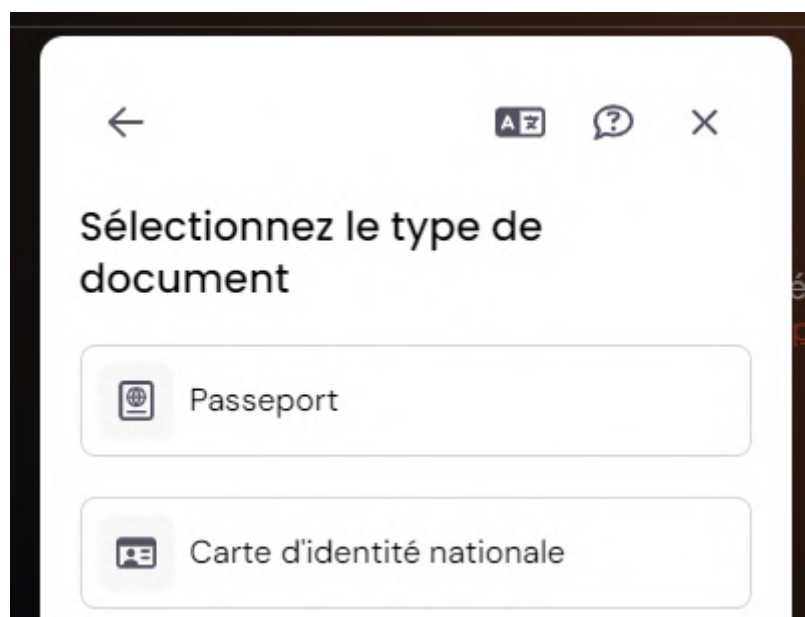 A
Sélectionnez le type de
document
é
Passeport
Carte d'identité nationale